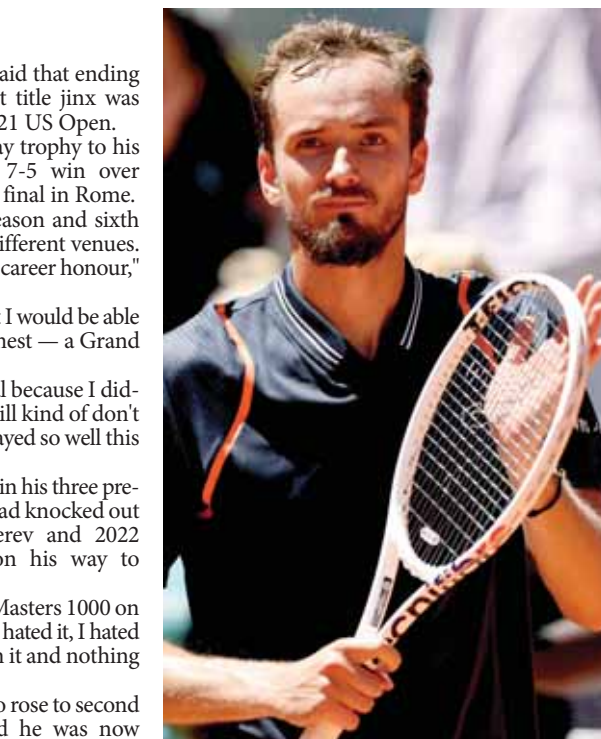 aid that ending
t title jinx was
21 US Open.
ay trophy to his
7-5 win over
final in Rome.
eason and sixth
ifferent venues.
career honour,"
I would be able
nest — a Grand
l because I did-
ill kind of don't
ayed so well this
in his three pre-
ad knocked out
erev and 2022
on his way to
Masters 1000 on
hated it, I hated
n it and nothing
o rose to second
d he was now